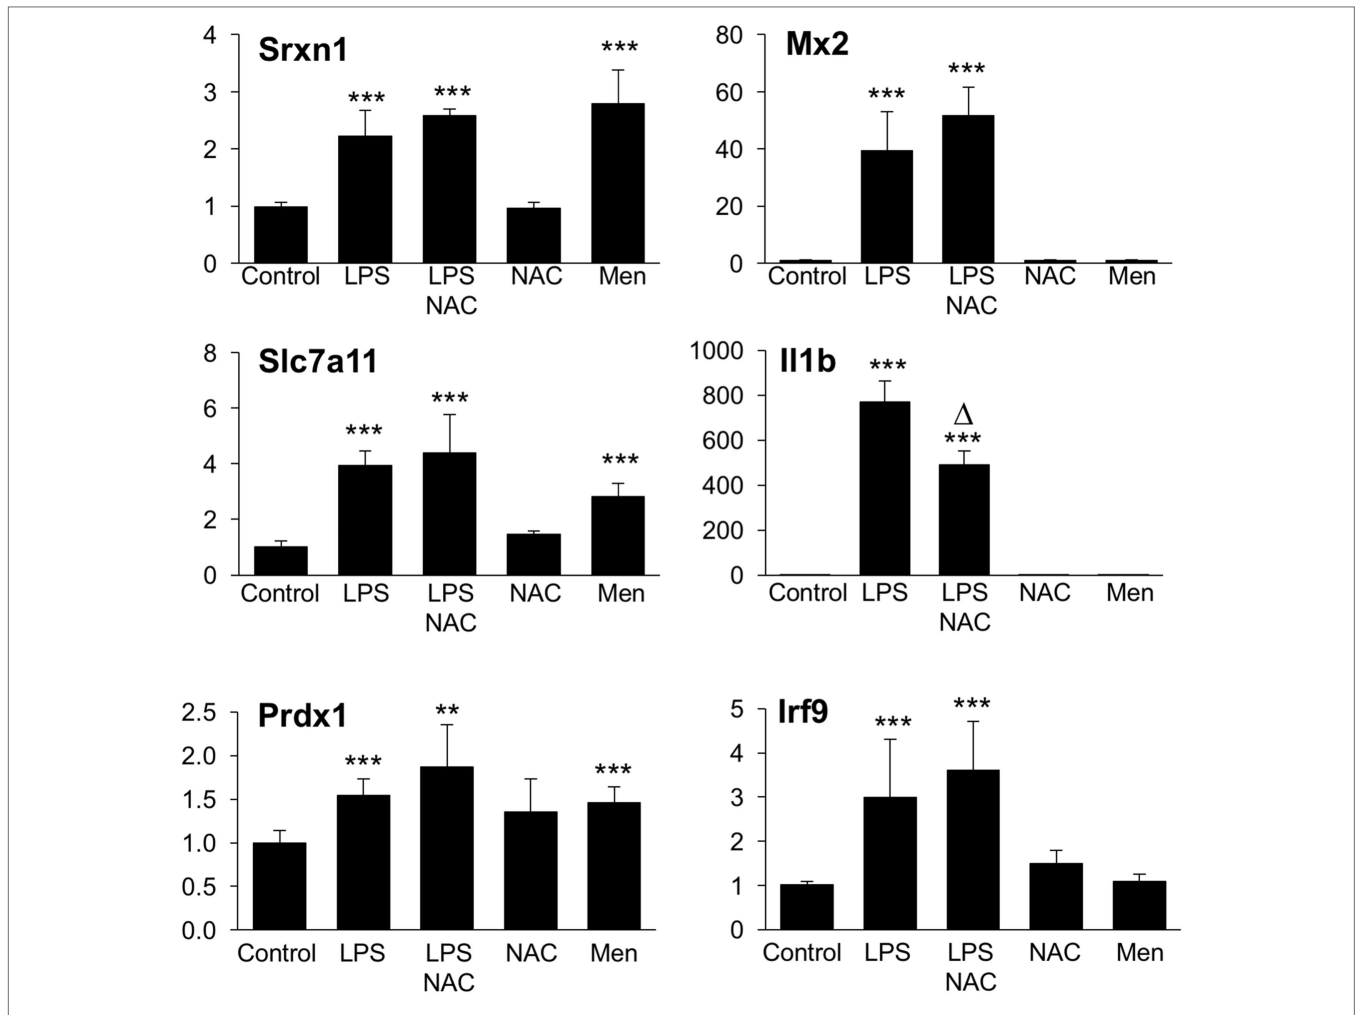 Srxn1
4
3
2
1
0
***
***
***
Control LPS LPS NAC Men
NAC
Mx2
80
60
40
20
0
***
***
Control LPS LPS NAC Men
NAC
Slc7a11
8
6
4
2
0
***
***
***
Control LPS LPS NAC Men
NAC
Il1b
1000
800
600
400
200
0
***
Δ
***
Control LPS LPS NAC Men
NAC
Prdx1
2.5
2.0
1.5
1.0
0.5
0.0
***
**
***
Control LPS LPS NAC Men
NAC
Irf9
5
4
3
2
1
0
***
***
Control LPS LPS NAC Men
NAC